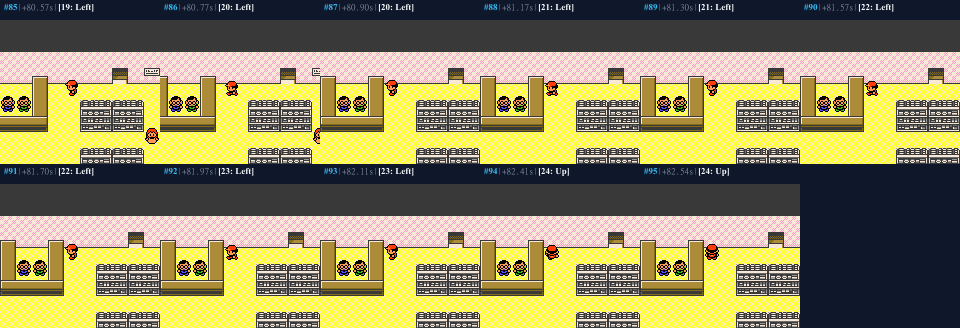 #85|+80.57s|[19: Left]
#86|+80.77s|[20: Left]
#87|+80.90s|[20: Left]
#88|+81.17s|[21: Left]
#89|+81.30s|[21: Left]
#90|+81.57s|[22: Left]
#91|+81.70s|[22: Left]
#92|+81.97s|[23: Left]
#93|+82.11s|[23: Left]
#94|+82.41s|[24: Up]
#95|+82.54s|[24: Up]